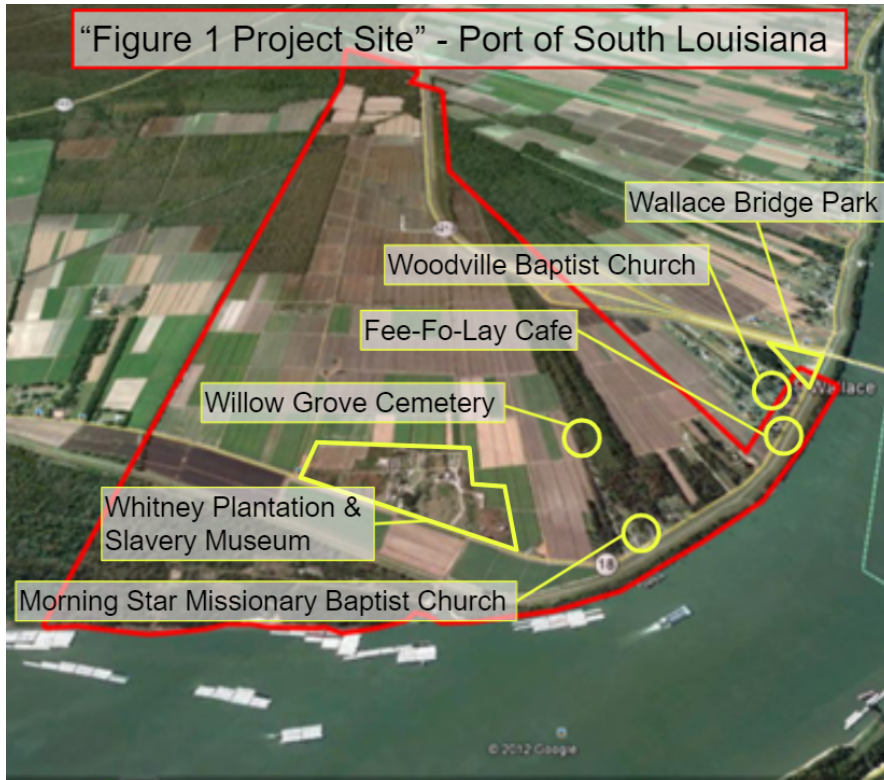 “Figure 1 Project Site” - Port of South Louisiana
Wallace Bridge Park
Woodville Baptist Church
Fee-Fo-Lay Cafe
Wallace
Willow Grove Cemetery
Whitney Plantation &
Slavery Museum
18
Morning Star Missionary Baptist Church
© 2012 Google